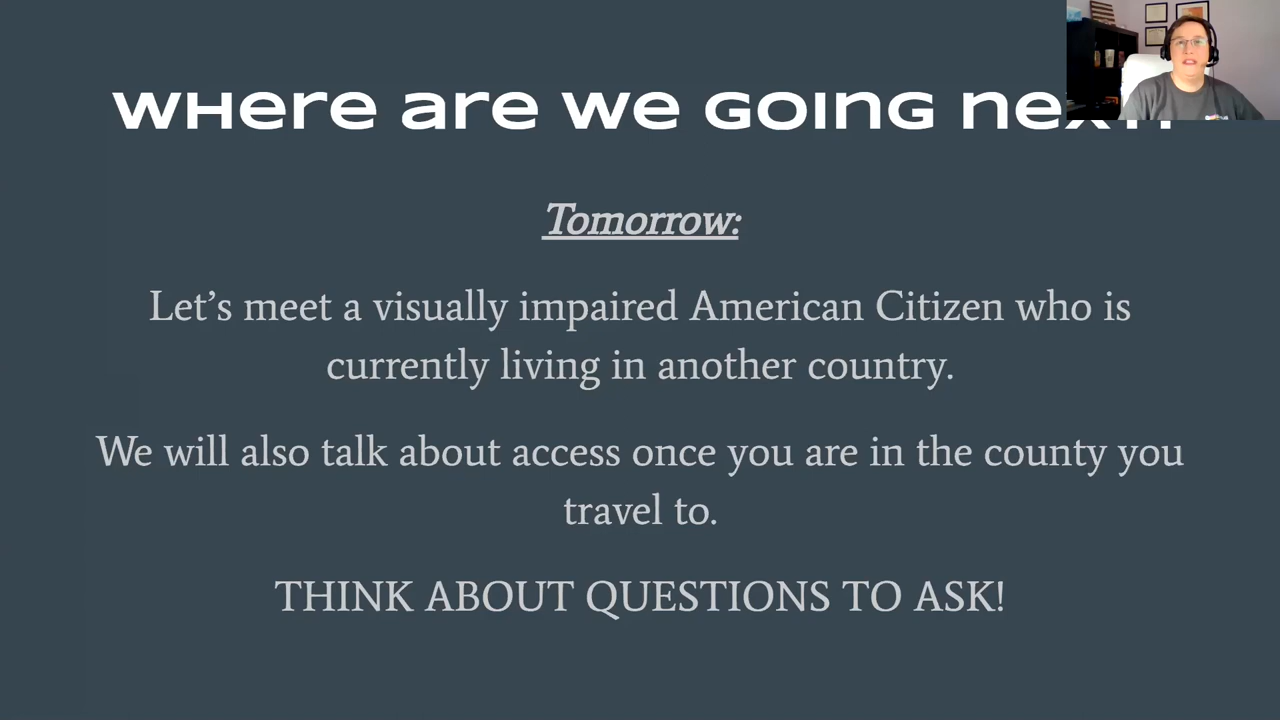 WHere are we GOING
Tomorrow:
Let's meet a visually impaired American Citizen who is
currently living in another country.
We will also talk about access once you are in the county you
travel to.
THINK ABOUT QUESTIONS TO ASK!